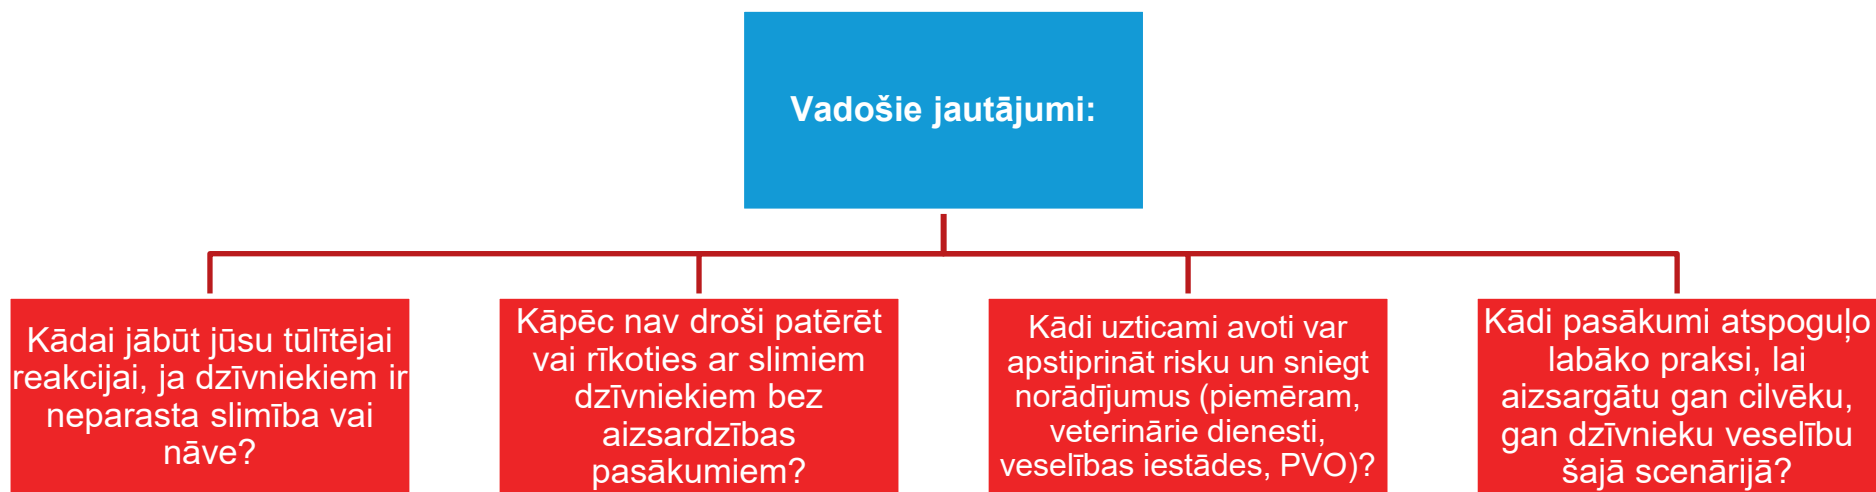 Vadošie jautājumi:
Kādai jābūt jūsu tūlītējai
reakcijai, ja dzīvniekiem ir
neparasta slimība vai
nāve?
Kāpēc nav droši patērēt
vai rīkoties ar slimiem
dzīvniekiem bez
aizsardzības
pasākumiem?
Kādi uzticami avoti var
apstiprināt risku un sniegt
norādījumus (piemēram,
veterinārie dienesti,
veselības iestādes, PVO)?
Kādi pasākumi atspoguļo
labāko praksi, lai
aizsargātu gan cilvēku,
gan dzīvnieku veselību
šajā scenārijā?